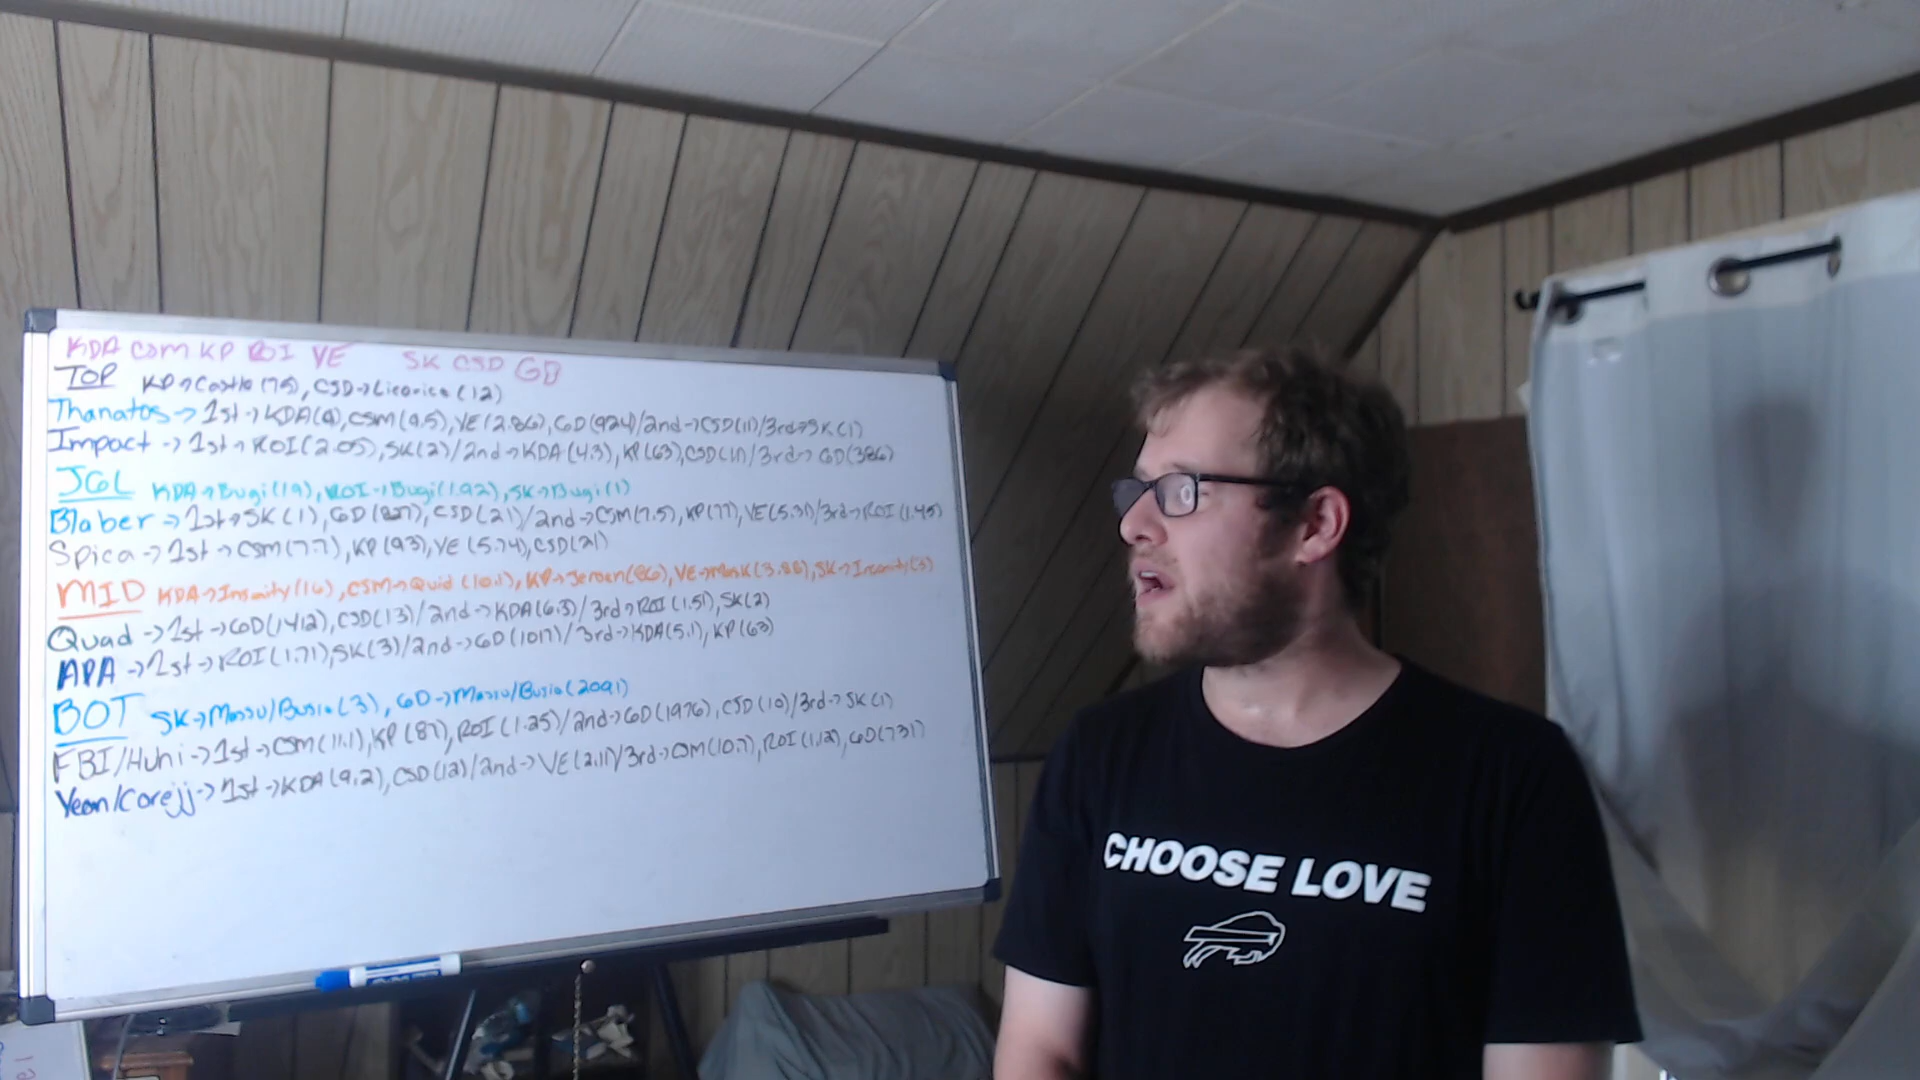 KDA CSM KP ROI VE SK CSD GD
TOP KP→Castle(75), CSD→Licorice(12)
Thanatos→1st→KDA(9), CSM(9.5), VE(2.86), GD(924)/2nd→CSD(11)/3rd→SK(1)
Impact→1st→ROI(2.05), SK(2)/2nd→KDA(4.3), KP(63), CSD(11)/3rd→GD(386)
JGL KDA→Bugi(19), ROI→Bugi(1.92), SK→Bugi(1)
Blaber→1st→SK(1), GD(827), CSD(21)/2nd→CSM(7.5), KP(77), VE(5.31)/3rd→ROI(1.45)
Spica→1st→CSM(7.7), KP(93), VE(5.74), CSD(21)
MID KDA→Insanity(16), CSM→Quid(10.1), KP→Jensen(86), VE→Mask(3.88), SK→Insanity(3)
Quad→1st→GD(1412), CSD(13)/2nd→KDA(6.3)/3rd→ROI(1.51), SK(2)
APA→1st→ROI(1.71), SK(3)/2nd→GD(1017)/3rd→KDA(5.1), KP(63)
BOT SK→Massu/Busio(3), GD→Massu/Busio(2091)
FBI/Huhi→1st→CSM(11.1), KP(87), ROI(1.25)/2nd→GD(1976), CSD(10)/3rd→SK(1)
Yeon/Corejj→1st→KDA(9.2), CSD(12)/2nd→VE(2.11)/3rd→CSM(10.7), ROI(1.12), GD(731)
CHOOSE LOVE